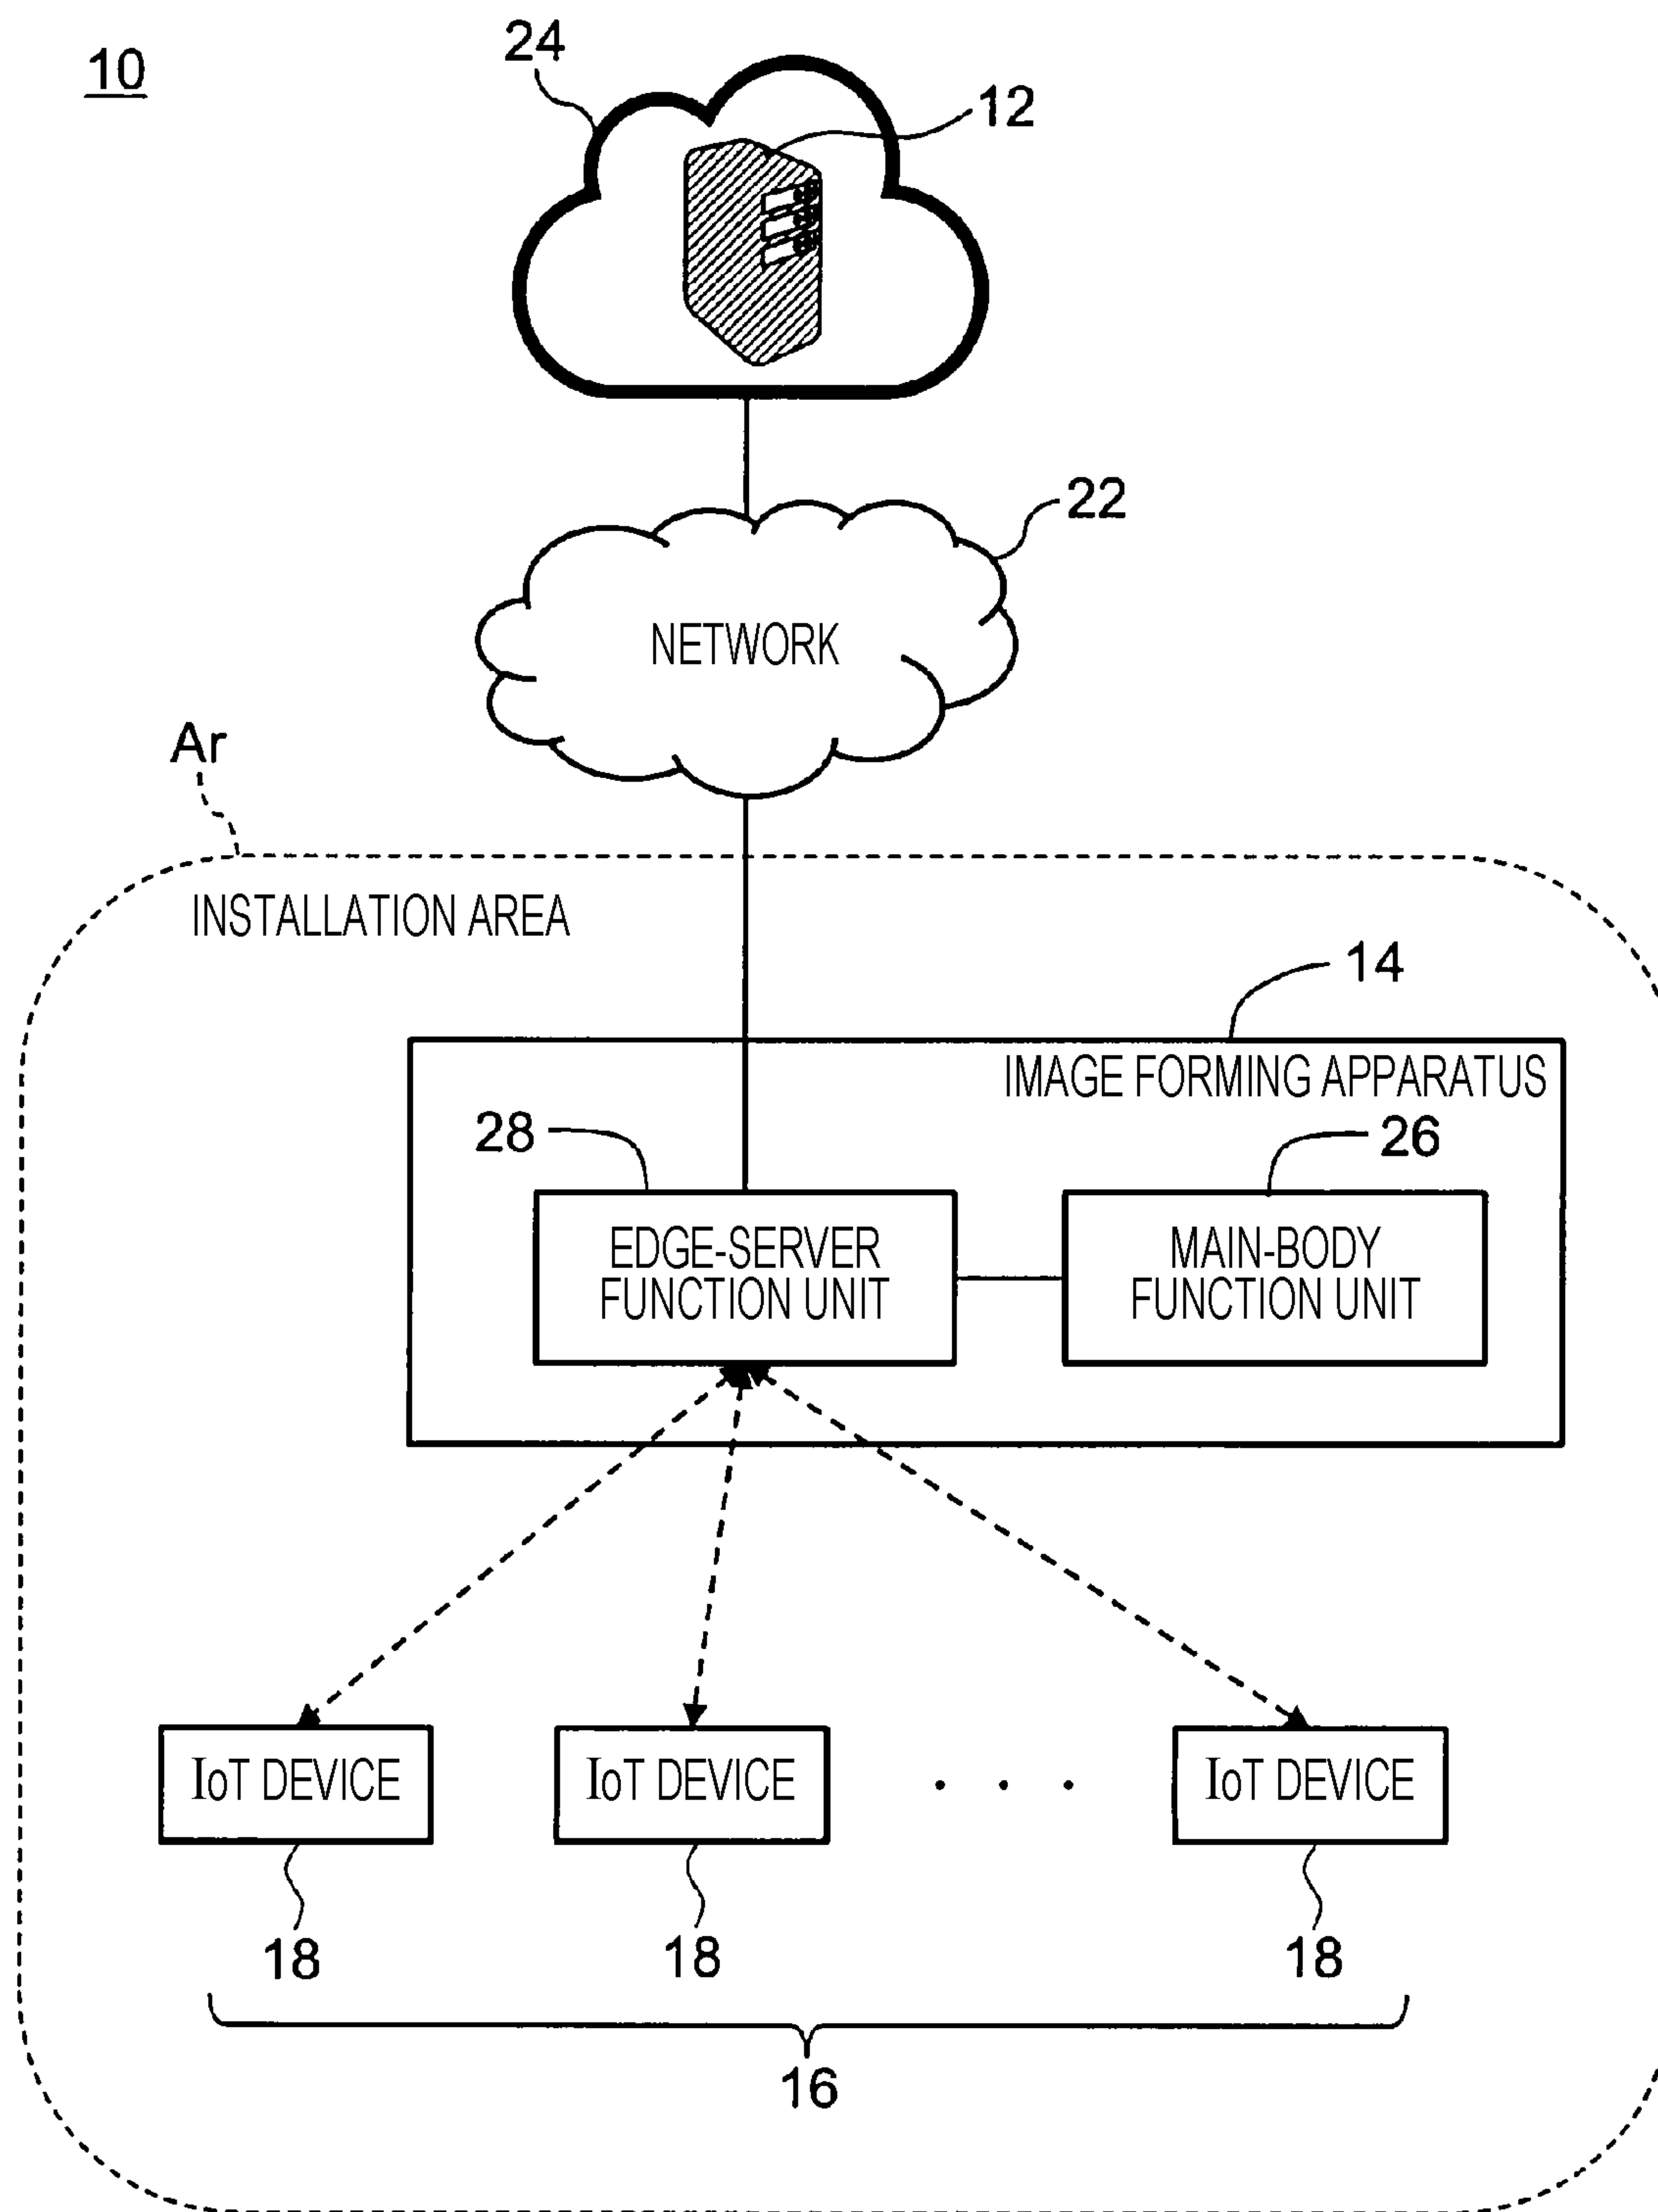 10
24
12
22
NETWORK
Ar
INSTALLATION AREA
14
IMAGE FORMING APPARATUS
28
26
EDGE-SERVER
FUNCTION UNIT
MAIN-BODY
FUNCTION UNIT
IoT DEVICE
IoT DEVICE
. . .
IoT DEVICE
18
18
18
16